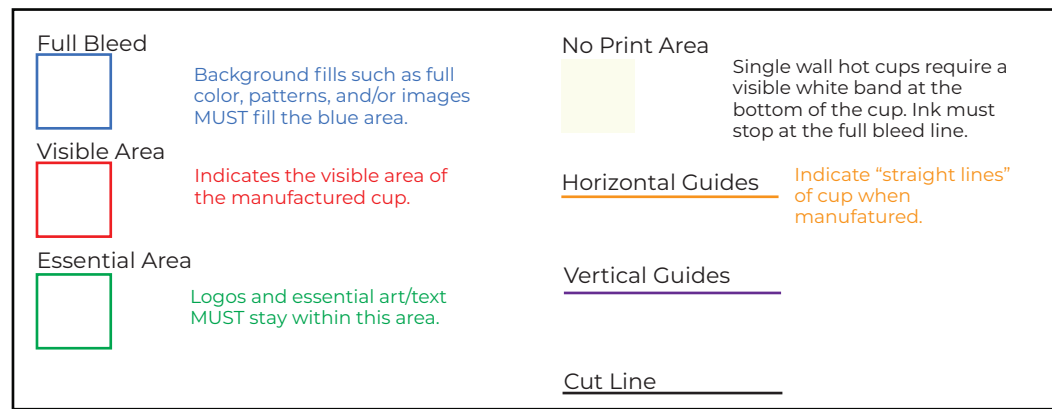 Full Bleed
Background fills such as full
color, patterns, and/or images
MUST fill the blue area.
Visible Area
Indicates the visible area of
the manufactured cup.
Essential Area
Logos and essential art/text
MUST stay within this area.
No Print Area
Single wall hot cups require a
visible white band at the
bottom of the cup. Ink must
stop at the full bleed line.
Horizontal Guides
Indicate “straight lines”
of cup when
manufatured.
Vertical Guides
Cut Line